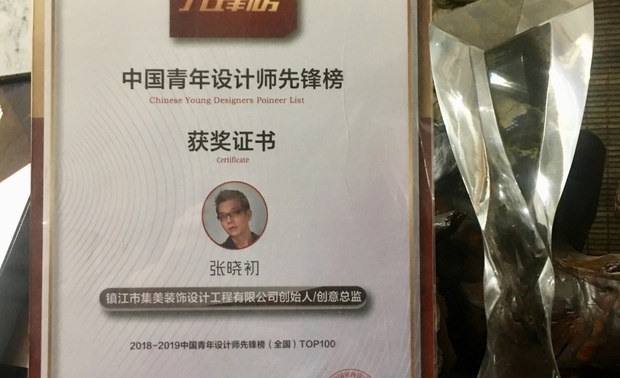 中国青年设计师先锋榜
Chinese Young Designers Poineer List
获奖证书
Certificate
张晓初
镇江市集美装饰设计工程有限公司创始人/创意总监
2018-2019中国青年设计师先锋榜（全国）TOP100